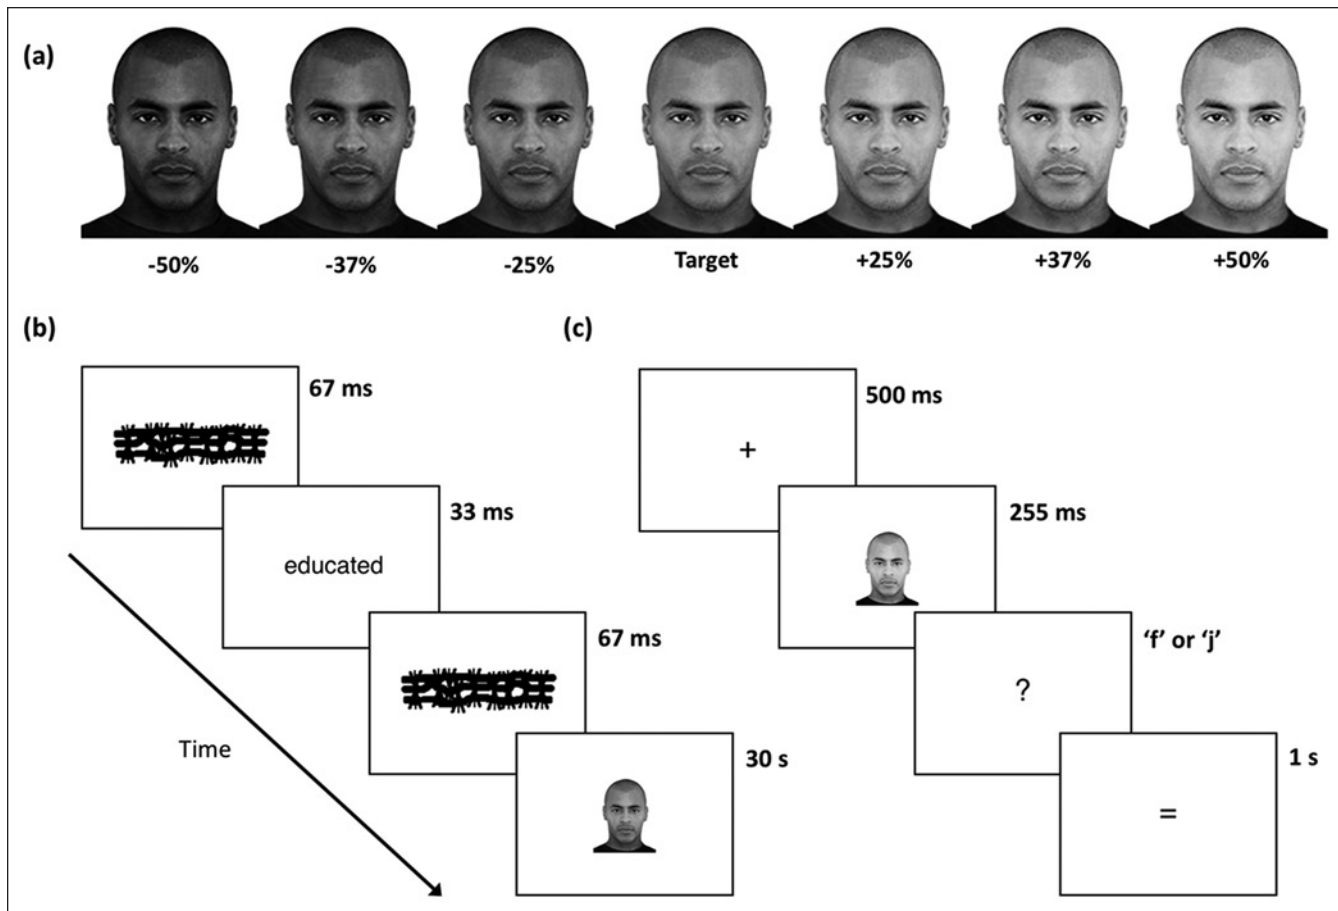 (a)
-50% -37% -25% Target +25% +37% +50%
(b)
67 ms
33 ms
educated
67 ms
Time
30 s
(c)
500 ms
+
255 ms
‘f’ or ‘j’
?
1 s
=